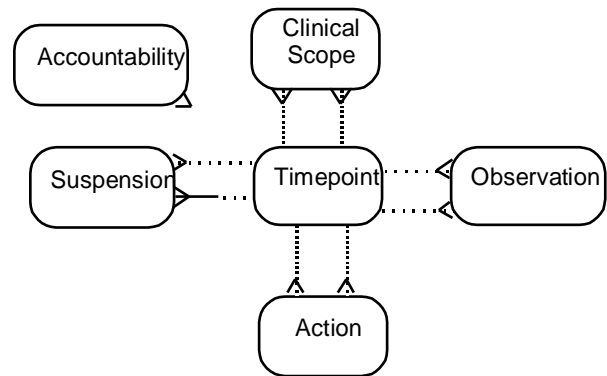 Accountability
Clinical
Scope
Suspension
Timepoint
Observation
Action